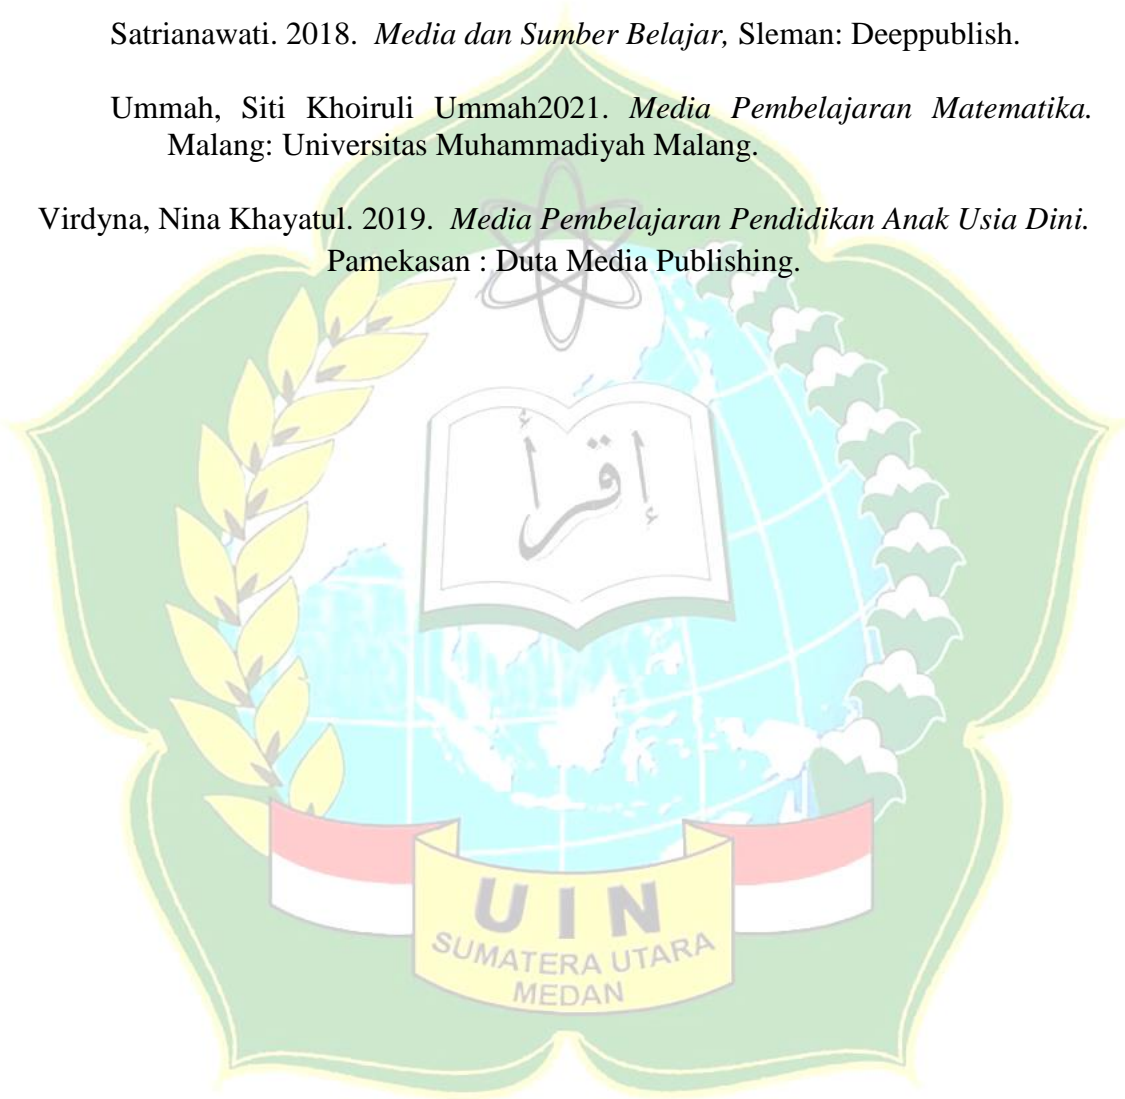 Satrianawati. 2018. Media dan Sumber Belajar, Sleman: Deeppublish.
Ummah, Siti Khoiruli Ummah2021. Media Pembelajaran Matematika.
Malang: Universitas Muhammadiyah Malang.
Virdyna, Nina Khayatul. 2019. Media Pembelajaran Pendidikan Anak Usia Dini.
Pamekasan : Duta Media Publishing.
إقرأ
UIN
SUMATERA UTARA
MEDAN